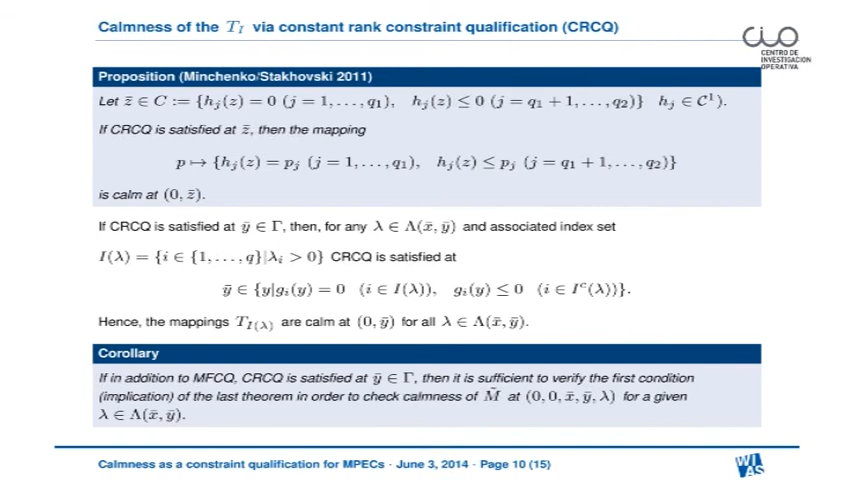 Calmness of the T_I via constant rank constraint qualification (CRCQ)
CIO
CENTRO DE
INVESTIGACION
OPERATIVA
Proposition (Minchenko/Stakhovski 2011)
Let z̄ ∈ C := {h_j(z) = 0 (j = 1, . . . , q_1), h_j(z) ≤ 0 (j = q_1 + 1, . . . , q_2)} h_j ∈ 𝒞^1).
If CRCQ is satisfied at z̄, then the mapping
p ↦ {h_j(z) = p_j (j = 1, . . . , q_1), h_j(z) ≤ p_j (j = q_1 + 1, . . . , q_2)}
is calm at (0, z̄).
If CRCQ is satisfied at ȳ ∈ Γ, then, for any λ ∈ Λ(x̄, ȳ) and associated index set
I(λ) = {i ∈ {1, . . . , q}|λ_i > 0} CRCQ is satisfied at
ȳ ∈ {y|g_i(y) = 0 (i ∈ I(λ)), g_i(y) ≤ 0 (i ∈ I^c(λ))}.
Hence, the mappings T_{I(λ)} are calm at (0, ȳ) for all λ ∈ Λ(x̄, ȳ).
Corollary
If in addition to MFCQ, CRCQ is satisfied at ȳ ∈ Γ, then it is sufficient to verify the first condition
(implication) of the last theorem in order to check calmness of M̃ at (0, 0, x̄, ȳ, λ) for a given
λ ∈ Λ(x̄, ȳ).
Calmness as a constraint qualification for MPECs · June 3, 2014 · Page 10 (15)
WIAS